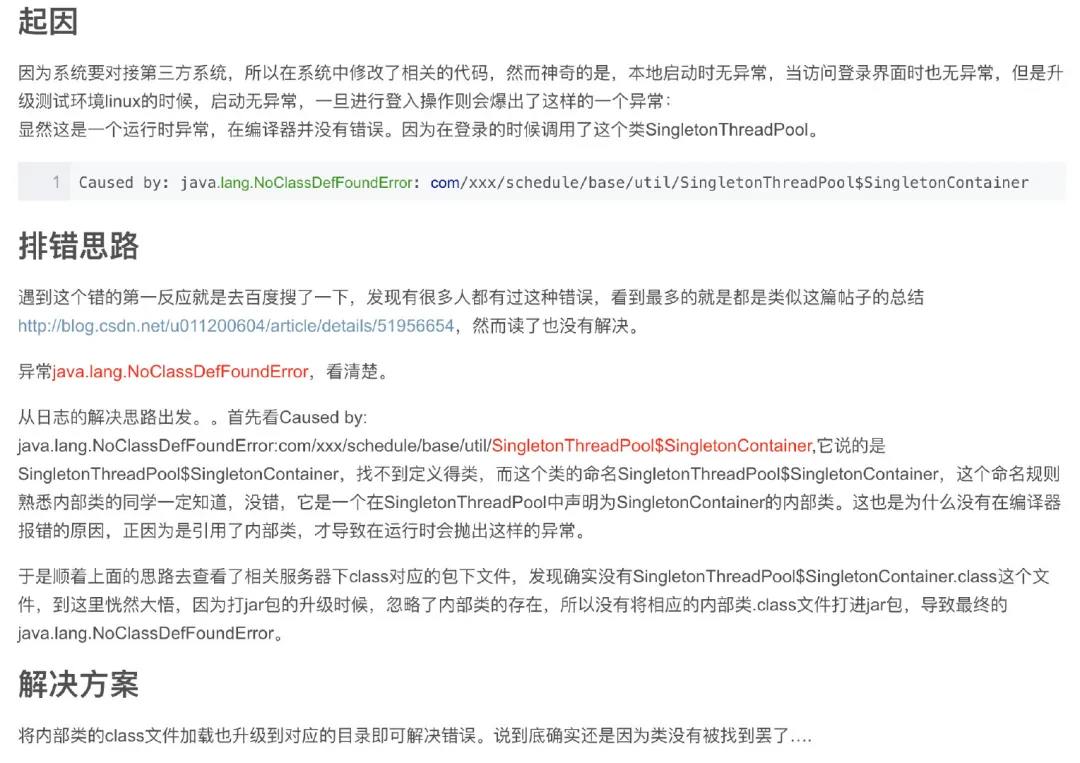 起因
因为系统要对接第三方系统，所以在系统中修改了相关的代码，然而神奇的是，本地启动时无异常，当访问登录界面时也无异常，但是升
级测试环境linux的时候，启动无异常，一旦进行登入操作则会爆出了这样的一个异常：
显然这是一个运行时异常，在编译器并没有错误。因为在登录的时候调用了这个类SingletonThreadPool。
1 Caused by: java.lang.NoClassDefFoundError: com/xxx/schedule/base/util/SingletonThreadPool$SingletonContainer
排错思路
遇到这个错的第一反应就是去百度搜了一下，发现有很多人都有过这种错误，看到最多的就是都是类似这篇帖子的总结
http://blog.csdn.net/u011200604/article/details/51956654，然而读了也没有解决。
异常java.lang.NoClassDefFoundError，看清楚。
从日志的解决思路出发。。首先看Caused by:
java.lang.NoClassDefFoundError:com/xxx/schedule/base/util/SingletonThreadPool$SingletonContainer,它说的是
SingletonThreadPool$SingletonContainer，找不到定义得类，而这个类的命名SingletonThreadPool$SingletonContainer，这个命名规则
熟悉内部类的同学一定知道，没错，它是一个在SingletonThreadPool中声明为SingletonContainer的内部类。这也是为什么没有在编译器
报错的原因，正因为是引用了内部类，才导致在运行时会抛出这样的异常。
于是顺着上面的思路去查看了相关服务器下class对应的包下文件，发现确实没有SingletonThreadPool$SingletonContainer.class这个文
件，到这里恍然大悟，因为打jar包的升级时候，忽略了内部类的存在，所以没有将相应的内部类.class文件打进jar包，导致最终的
java.lang.NoClassDefFoundError。
解决方案
将内部类的class文件加载也升级到对应的目录即可解决错误。说到底确实还是因为类没有被找到罢了....